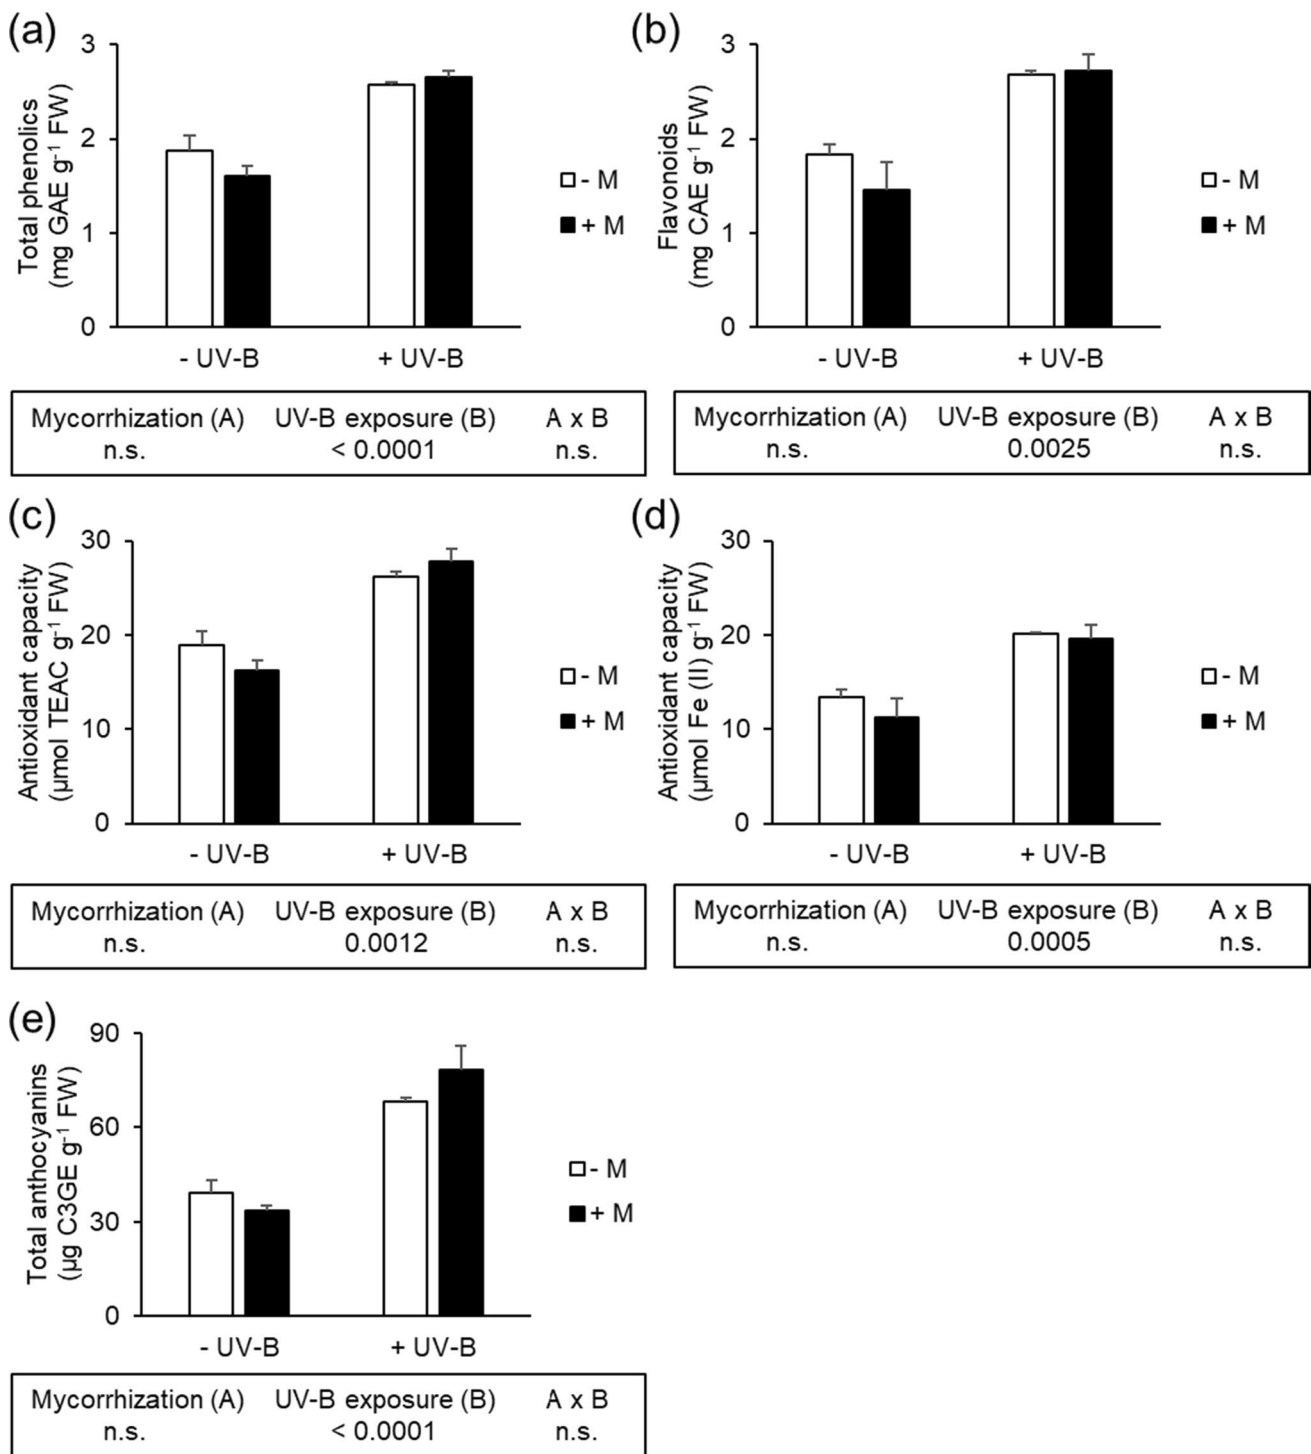 (a)
Total phenolics
(mg GAE g-1 FW)
3
2
1
0
- UV-B + UV-B
- M
+ M
Mycorrhization (A) UV-B exposure (B) A x B
n.s. < 0.0001 n.s.
(b)
Flavonoids
(mg CAE g-1 FW)
3
2
1
0
- UV-B + UV-B
- M
+ M
Mycorrhization (A) UV-B exposure (B) A x B
n.s. 0.0025 n.s.
(c)
Antioxidant capacity
(µmol TEAC g-1 FW)
30
20
10
0
- UV-B + UV-B
- M
+ M
Mycorrhization (A) UV-B exposure (B) A x B
n.s. 0.0012 n.s.
(d)
Antioxidant capacity
(µmol Fe (II) g-1 FW)
30
20
10
0
- UV-B + UV-B
- M
+ M
Mycorrhization (A) UV-B exposure (B) A x B
n.s. 0.0005 n.s.
(e)
Total anthocyanins
(µg C3GE g-1 FW)
90
60
30
0
- UV-B + UV-B
- M
+ M
Mycorrhization (A) UV-B exposure (B) A x B
n.s. < 0.0001 n.s.